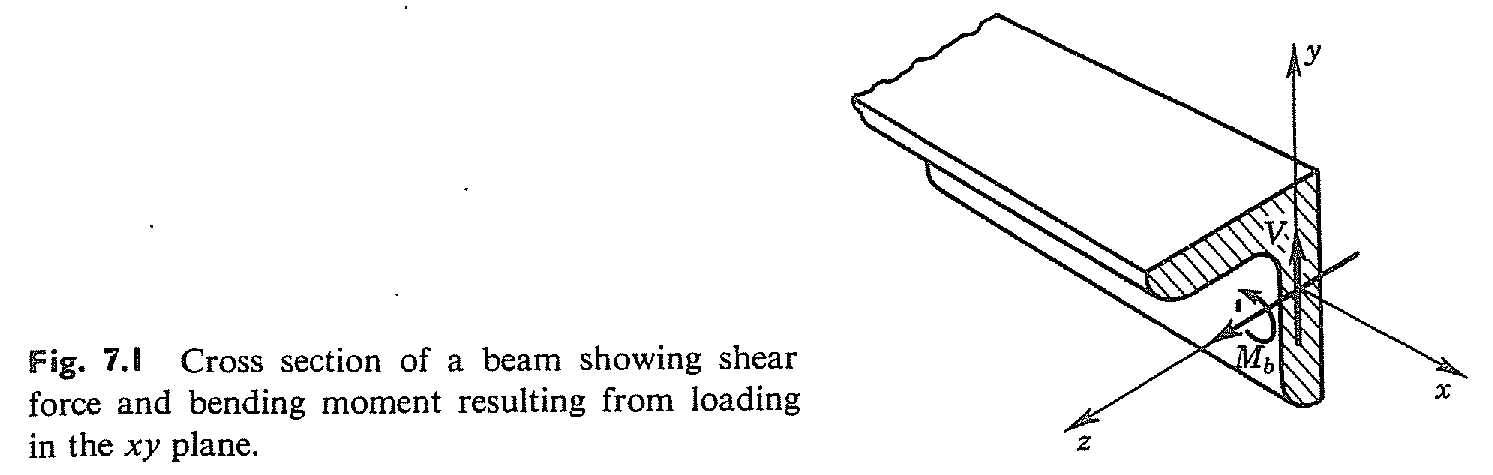 y
V
M_b
x
z
Fig. 7.1 Cross section of a beam showing shear
force and bending moment resulting from loading
in the xy plane.